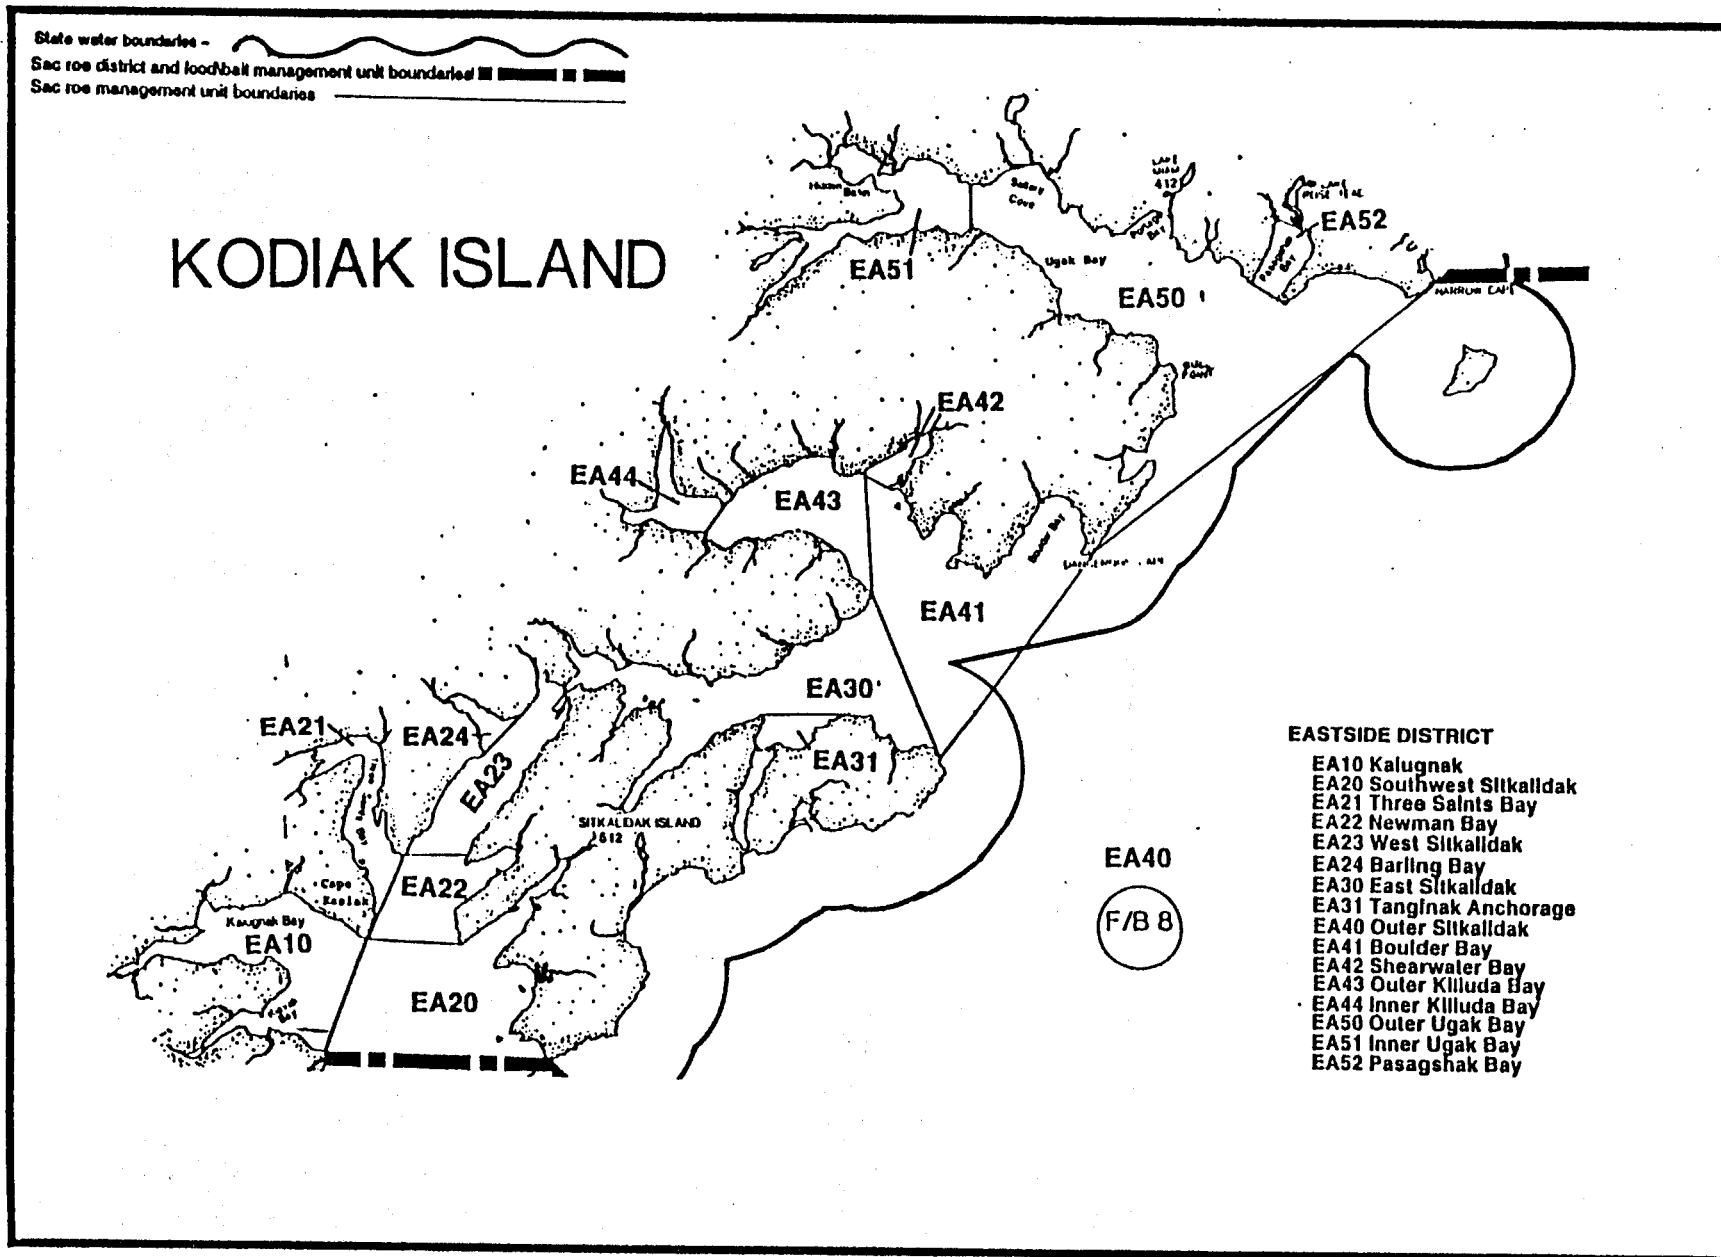 State water boundaries -
Sac roe district and food\bait management unit boundaries
Sac roe management unit boundaries
KODIAK ISLAND
Cove
EA52
EA51
Ugak Bay
EA50
NARROW CAPE
EA42
EA44
EA43
Boulder Bay
EA41
EA30
EA21
EA24
EA23
EA31
SITKALIDAK ISLAND
EA40
F/B 8
EA22
Cape
Kaugnak Bay
EA10
EA20
EASTSIDE DISTRICT
EA10 Kalugnak
EA20 Southwest Sitkalidak
EA21 Three Saints Bay
EA22 Newman Bay
EA23 West Sitkalidak
EA24 Barling Bay
EA30 East Sitkalidak
EA31 Tanginak Anchorage
EA40 Outer Sitkalidak
EA41 Boulder Bay
EA42 Shearwater Bay
EA43 Outer Kiluda Bay
EA44 Inner Kiluda Bay
EA50 Outer Ugak Bay
EA51 Inner Ugak Bay
EA52 Pasagshak Bay